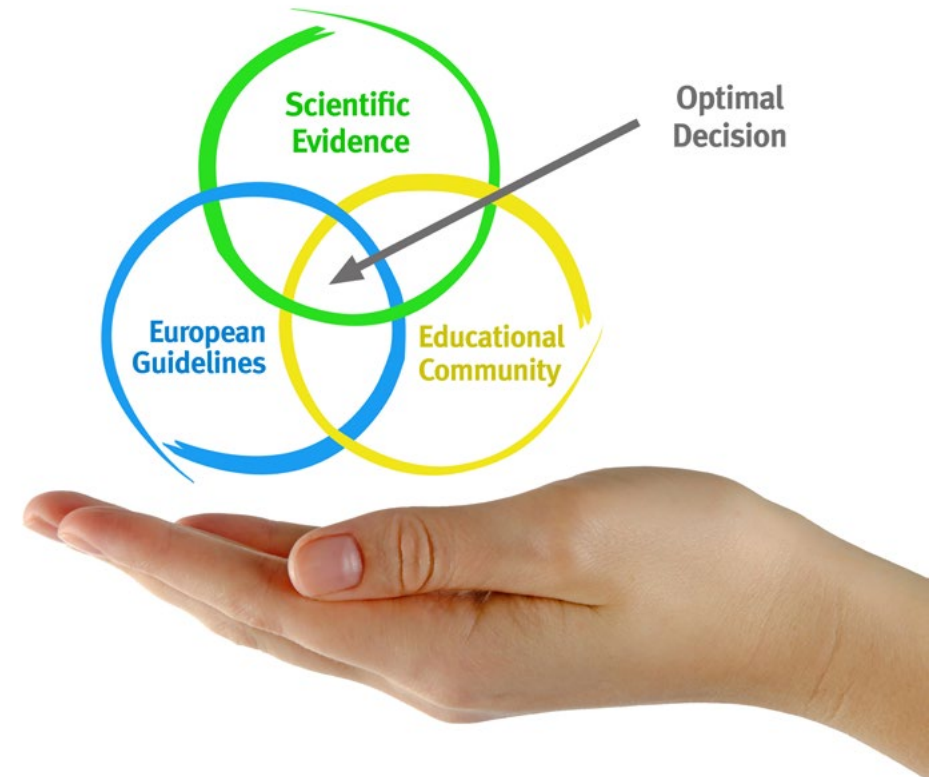 Scientific
Evidence
Optimal
Decision
European
Guidelines
Educational
Community